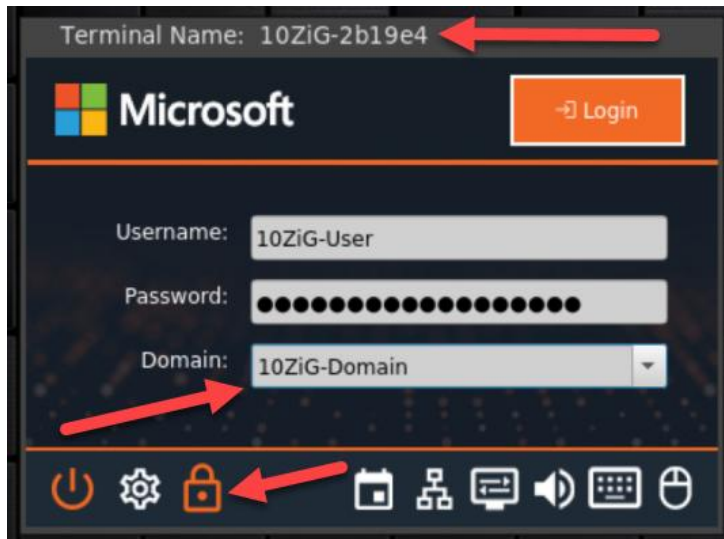 Terminal Name: 10ZiG-2b19e4
Microsoft
Login
Username: 10ZiG-User
Password: ●●●●●●●●●●●●●●●●●●
Domain: 10ZiG-Domain